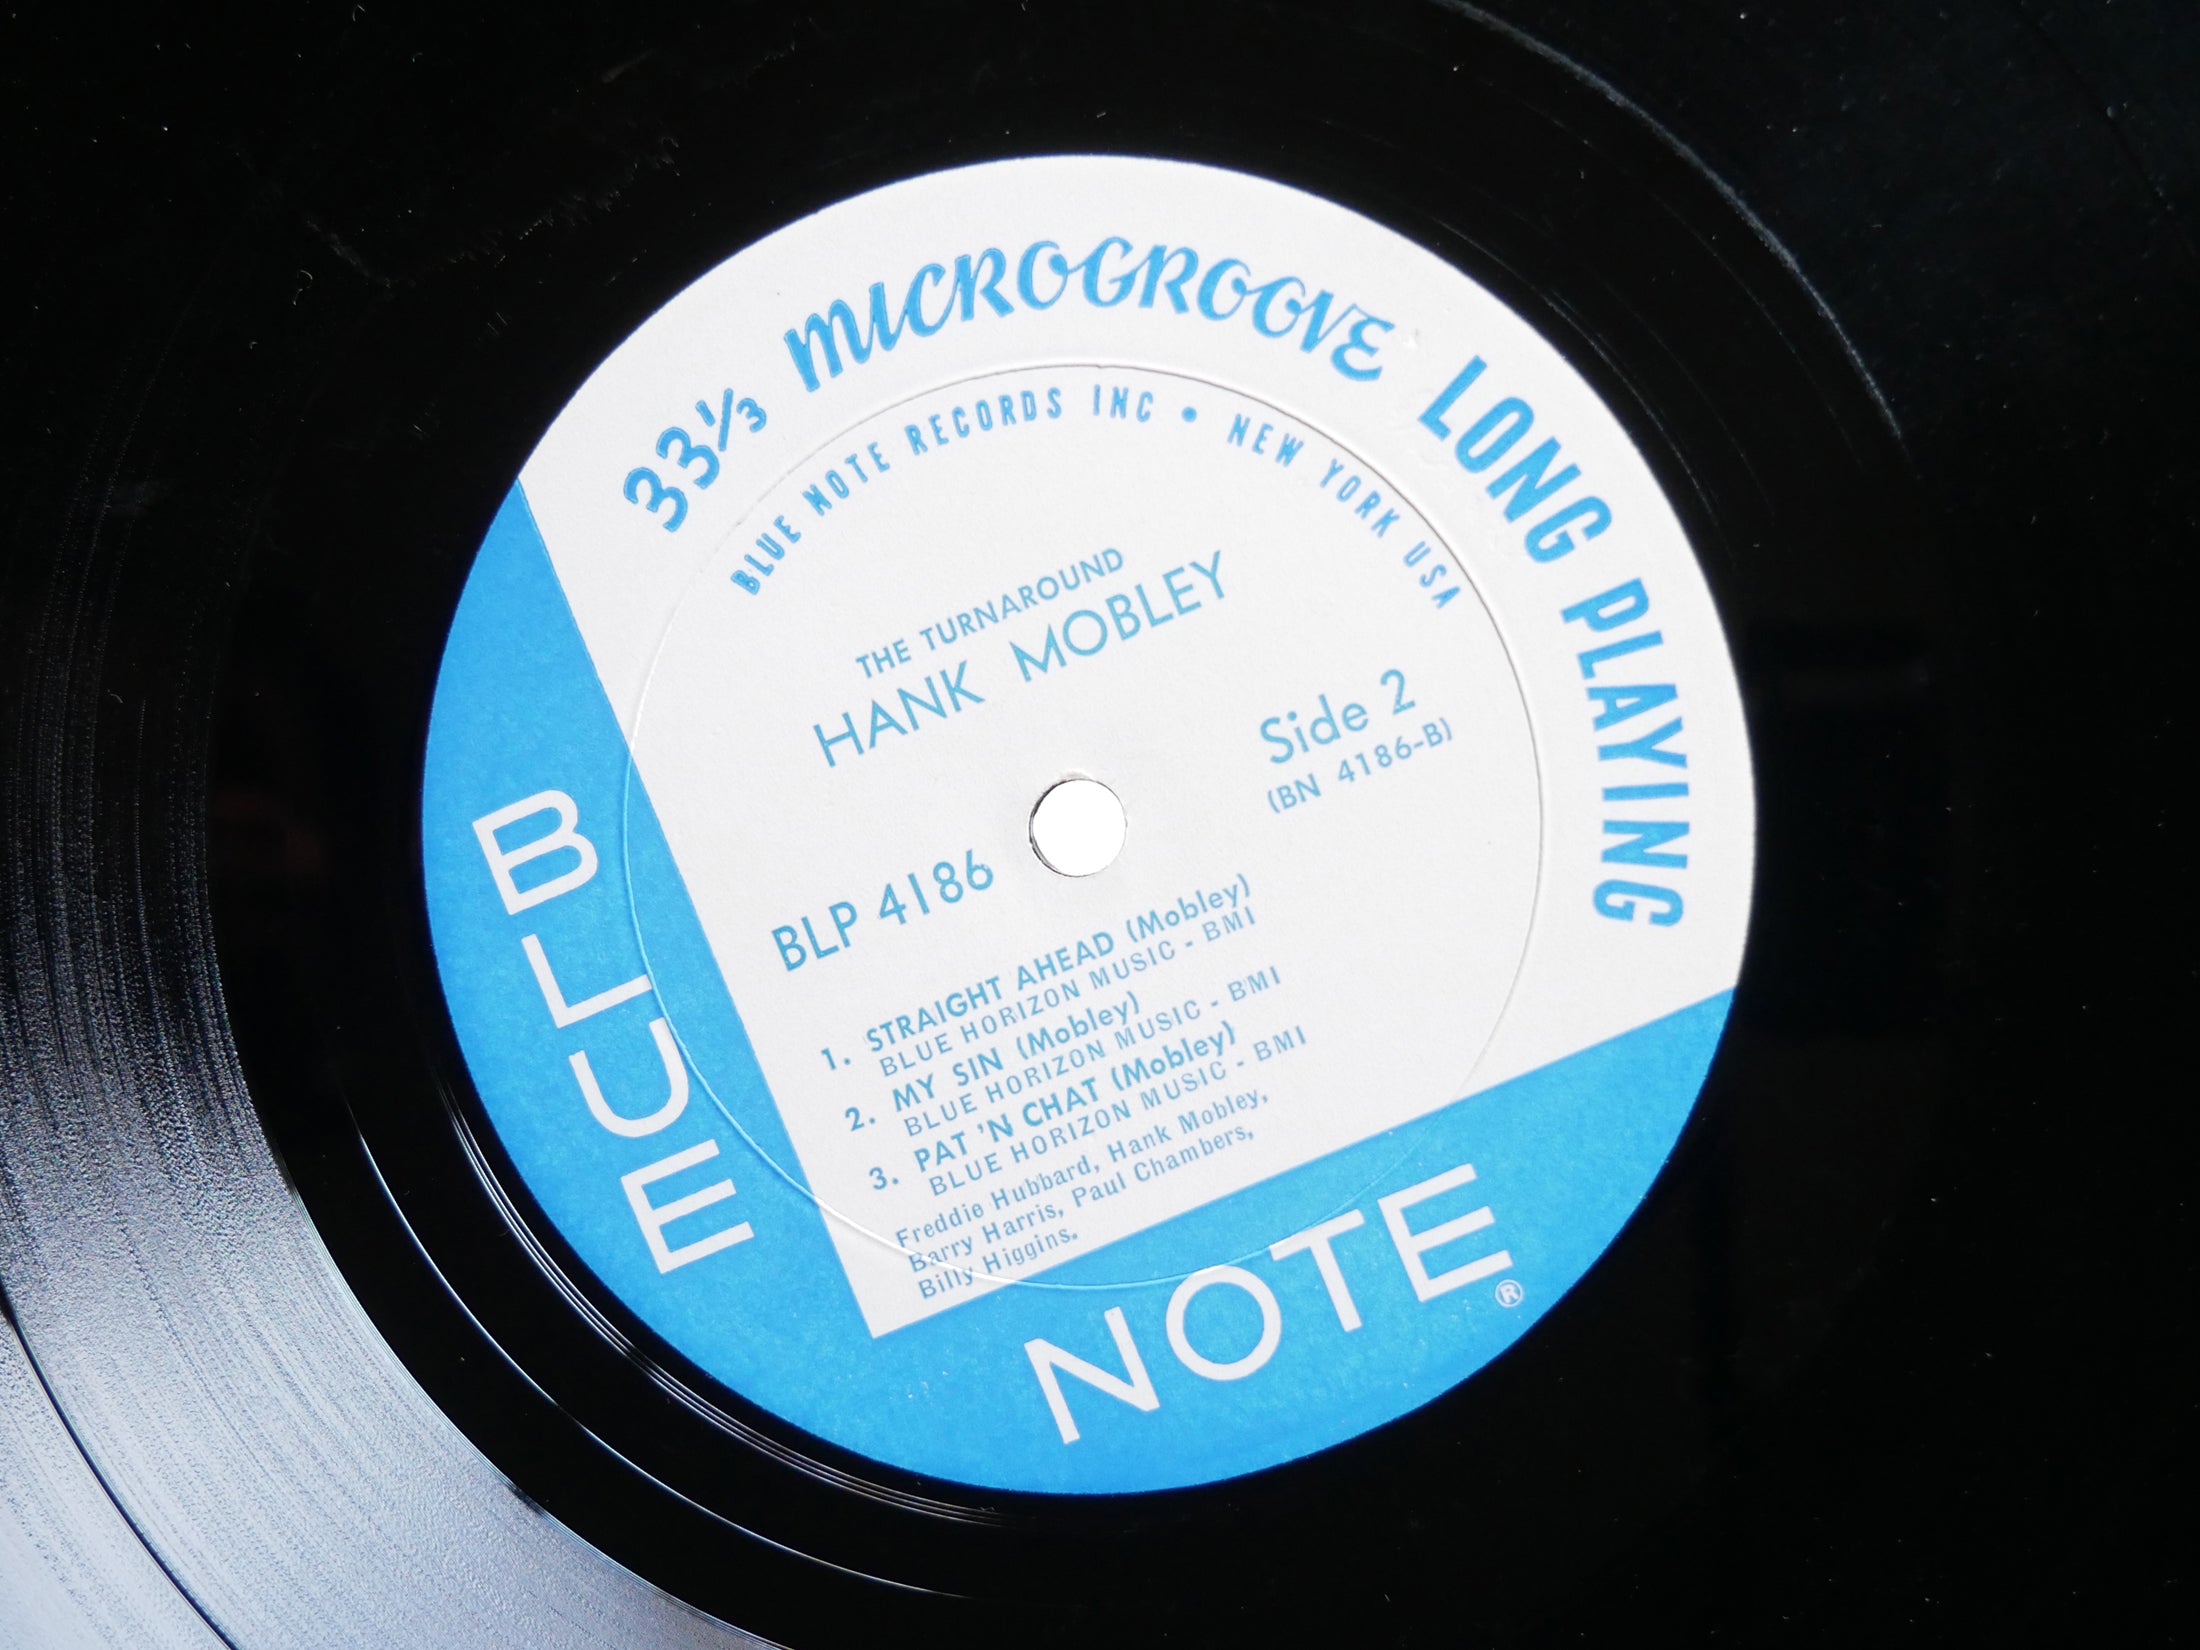 33⅓ MICROGROOVE LONG PLAYING
BLUE NOTE RECORDS INC • NEW YORK USA
THE TURNAROUND
HANK MOBLEY
Side 2
(BN 4186-B)
BLP 4186
1. STRAIGHT AHEAD (Mobley)
BLUE HORIZON MUSIC - BMI
2. MY SIN (Mobley)
BLUE HORIZON MUSIC - BMI
3. PAT 'N CHAT (Mobley)
BLUE HORIZON MUSIC - BMI
Freddie Hubbard, Hank Mobley,
Barry Harris, Paul Chambers,
Billy Higgins.
BLUE
NOTE®